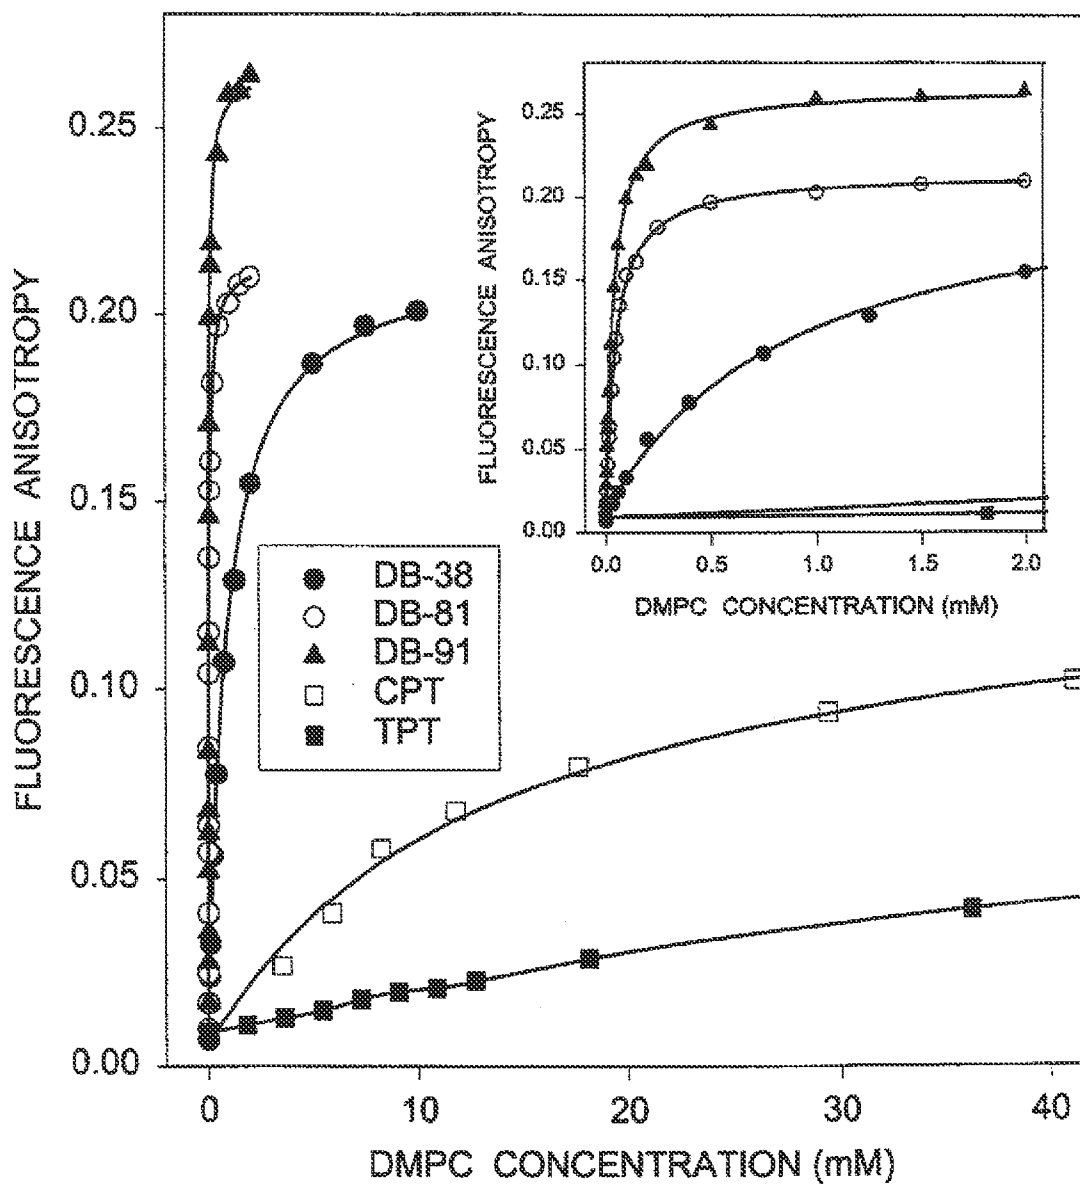 0.25
0.20
0.15
0.10
0.05
0.00
FLUORESCENCE ANISOTROPY
0
10
20
30
40
DMPC CONCENTRATION (mM)
DB-38
DB-81
DB-91
CPT
TPT
0.25
0.20
0.15
0.10
0.05
0.00
FLUORESCENCE ANISOTROPY
0.0
0.5
1.0
1.5
2.0
DMPC CONCENTRATION (mM)